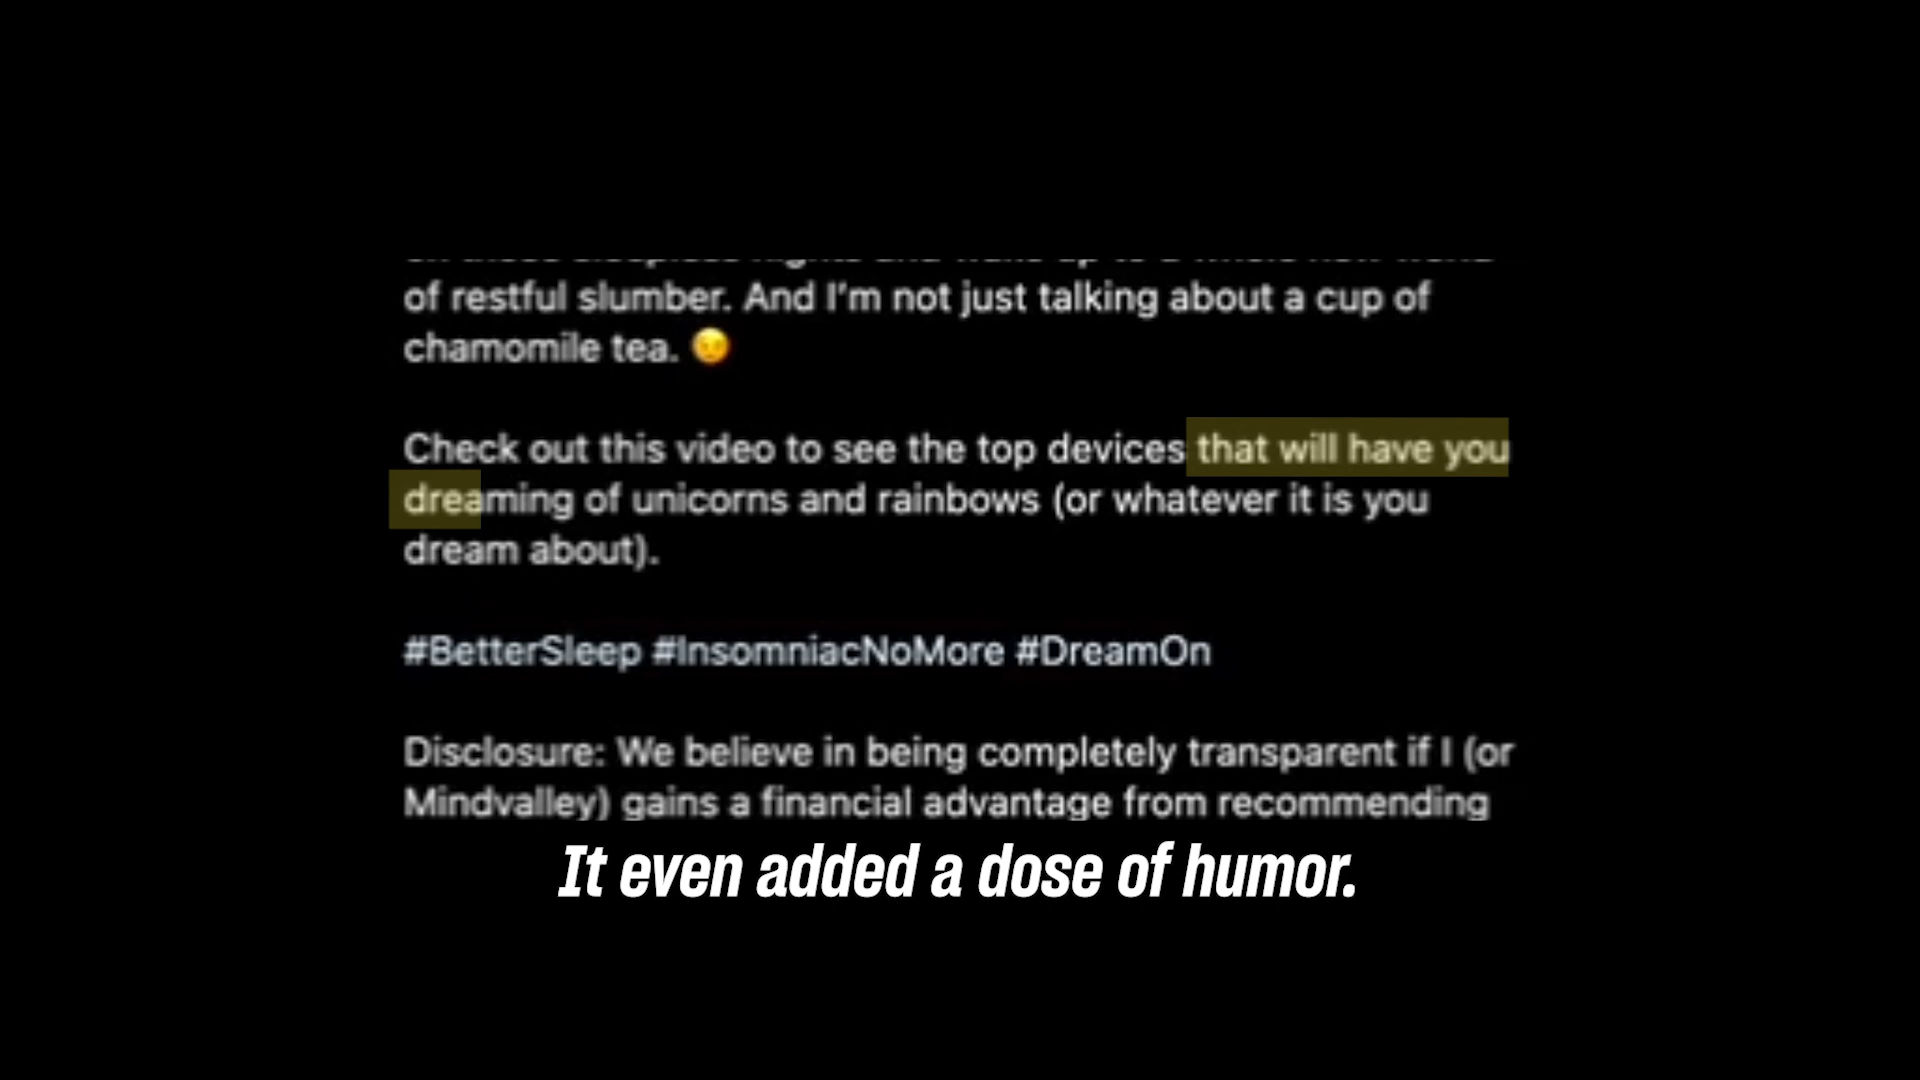 of restful slumber. And I'm not just talking about a cup of
chamomile tea. 😉
Check out this video to see the top devices that will have you
dreaming of unicorns and rainbows (or whatever it is you
dream about).
#BetterSleep #InsomniacNoMore #DreamOn
Disclosure: We believe in being completely transparent if I (or
Mindvalley) gains a financial advantage from recommending
It even added a dose of humor.